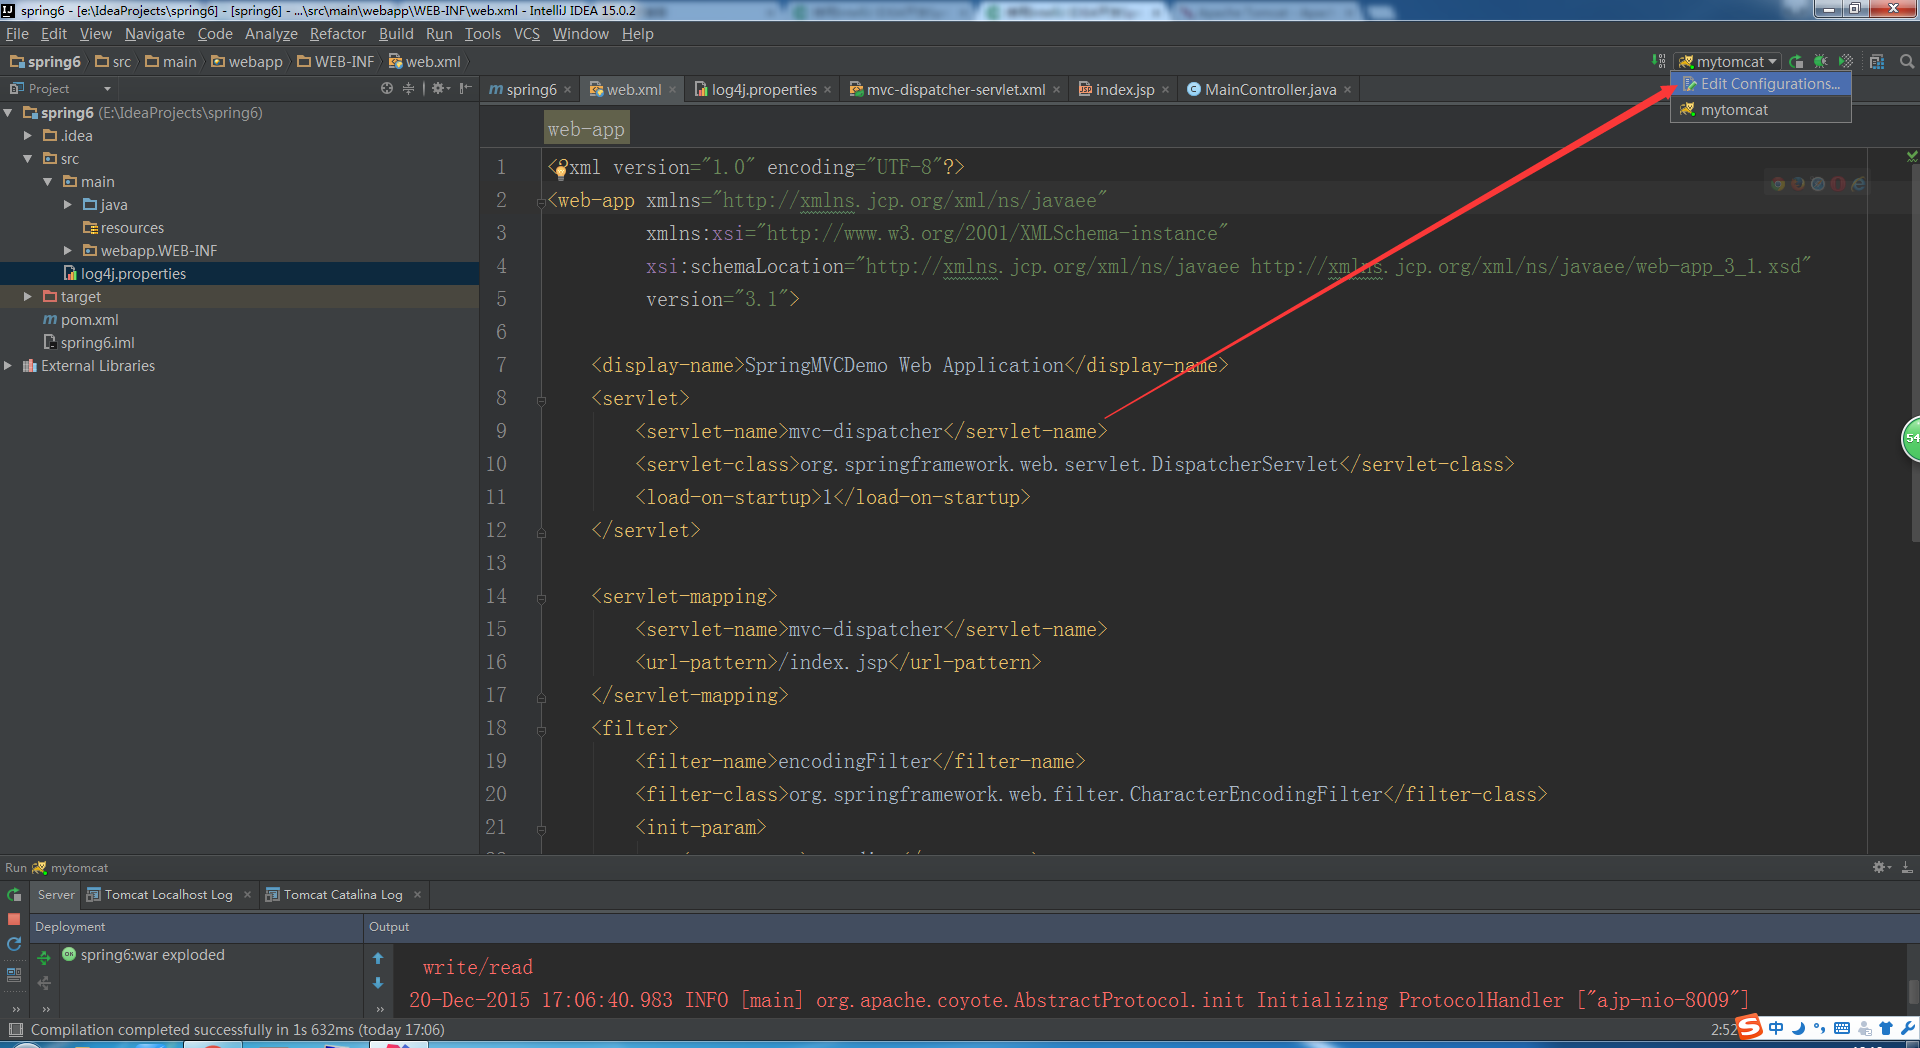 spring6 - [e:\IdeaProjects\spring6] - [spring6] - ...\src\main\webapp\WEB-INF\web.xml - IntelliJ IDEA 15.0.2
File Edit View Navigate Code Analyze Refactor Build Run Tools VCS Window Help
spring6 src main webapp WEB-INF web.xml
mytomcat
Edit Configurations...
mytomcat
Project
spring6 web.xml log4j.properties mvc-dispatcher-servlet.xml index.jsp MainController.java
spring6 (E:\IdeaProjects\spring6)
.idea
src
main
java
resources
webapp.WEB-INF
log4j.properties
target
pom.xml
spring6.iml
External Libraries
web-app
1 <?xml version="1.0" encoding="UTF-8"?>
2 <web-app xmlns="http://xmlns.jcp.org/xml/ns/javaee"
3 xmlns:xsi="http://www.w3.org/2001/XMLSchema-instance"
4 xsi:schemaLocation="http://xmlns.jcp.org/xml/ns/javaee http://xmlns.jcp.org/xml/ns/javaee/web-app_3_1.xsd"
5 version="3.1">
6
7 <display-name>SpringMVCDemo Web Application</display-name>
8 <servlet>
9 <servlet-name>mvc-dispatcher</servlet-name>
10 <servlet-class>org.springframework.web.servlet.DispatcherServlet</servlet-class>
11 <load-on-startup>1</load-on-startup>
12 </servlet>
13
14 <servlet-mapping>
15 <servlet-name>mvc-dispatcher</servlet-name>
16 <url-pattern>/index.jsp</url-pattern>
17 </servlet-mapping>
18 <filter>
19 <filter-name>encodingFilter</filter-name>
20 <filter-class>org.springframework.web.filter.CharacterEncodingFilter</filter-class>
21 <init-param>
54
Run mytomcat
Server Tomcat Localhost Log Tomcat Catalina Log
Deployment Output
spring6:war exploded
write/read
20-Dec-2015 17:06:40.983 INFO [main] org.apache.coyote.AbstractProtocol.init Initializing ProtocolHandler ["ajp-nio-8009"]
Compilation completed successfully in 1s 632ms (today 17:06)
2:52
中